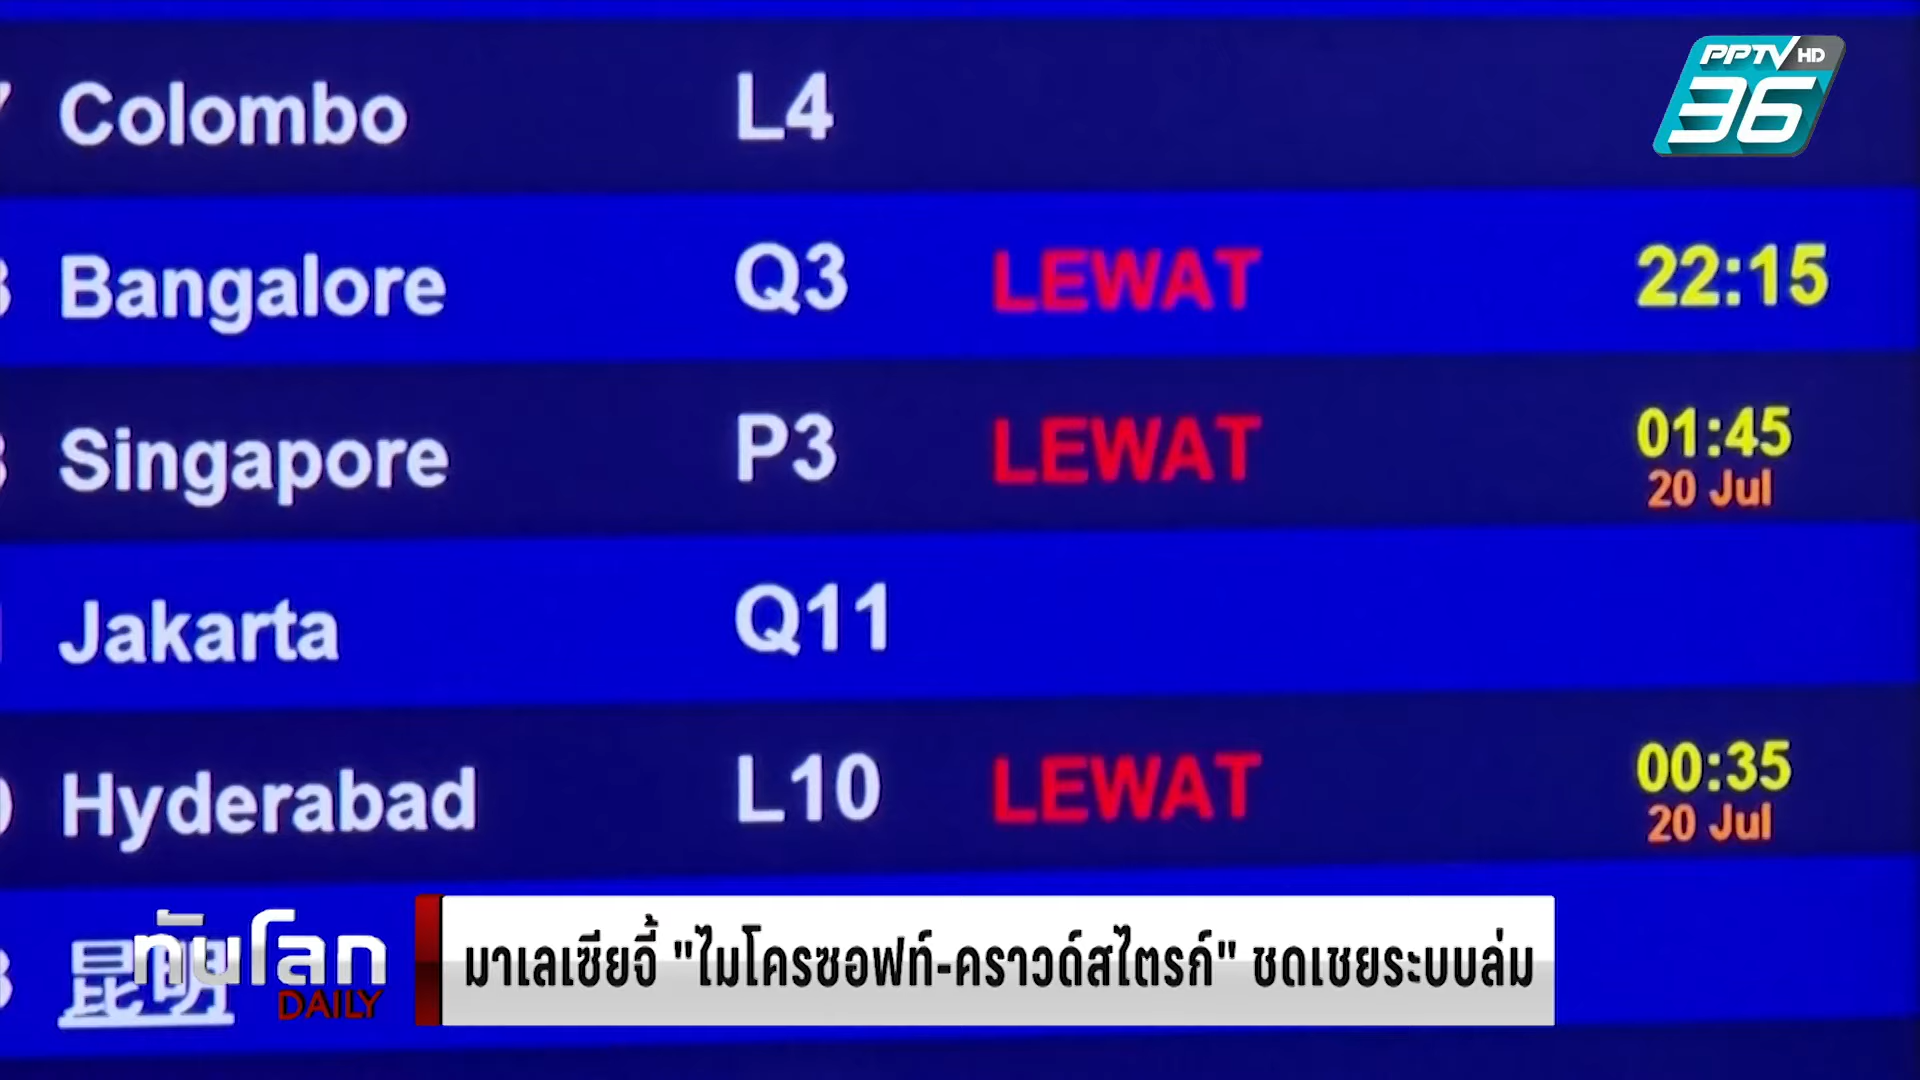 PPTV HD
36
Colombo L4
Bangalore Q3 LEWAT 22:15
Singapore P3 LEWAT 01:45
20 Jul
Jakarta Q11
Hyderabad L10 LEWAT 00:35
20 Jul
昆明
ทันโลก
DAILY
มาเลเซียจี้ "ไมโครซอฟท์-คราวด์สไตรก์" ชดเชยระบบล่ม